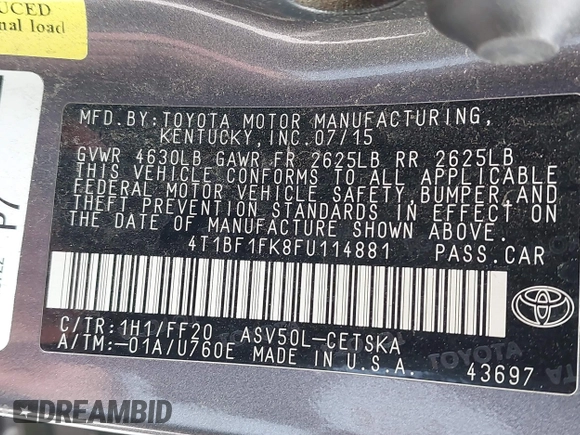 UCED
nal load
MFD.BY:TOYOTA MOTOR MANUFACTURING,
KENTUCKY,INC.07/15
GVWR 4630LB GAWR FR 2625LB RR 2625LB
THIS VEHICLE CONFORMS TO ALL APPLICABLE
FEDERAL MOTOR VEHICLE SAFETY,BUMPER,AND
THEFT PREVENTION STANDARDS IN EFFECT ON
THE DATE OF MANUFACTURE SHOWN ABOVE.
4T1BF1FK8FU114881 PASS.CAR
C/TR:1H1/FF20 ASV50L-CETSKA
A/TM:-01A/U760E MADE IN U.S.A.
43697
TOYOTA
P7
DREAMBID